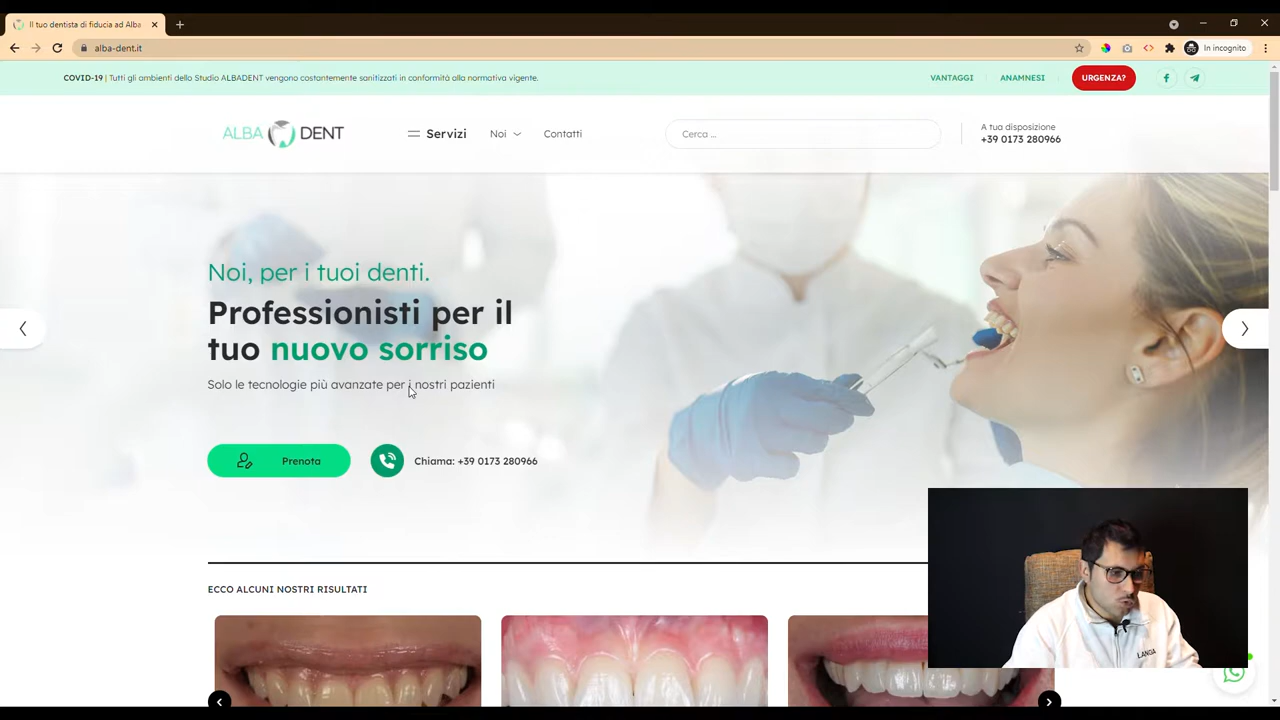 Il tuo dentista di fiducia ad Alba
alba-dent.it
In incognito
COVID-19 | Tutti gli ambienti dello Studio ALBADENT vengono costantemente sanitizzati in conformità alla normativa vigente.
VANTAGGI
ANAMNESI
URGENZA?
ALBA DENT
Servizi
Noi
Contatti
Cerca ...
A tua disposizione
+39 0173 280966
Noi, per i tuoi denti.
Professionisti per il
tuo nuovo sorriso
Solo le tecnologie più avanzate per i nostri pazienti
Prenota
Chiama: +39 0173 280966
ECCO ALCUNI NOSTRI RISULTATI
LANGA